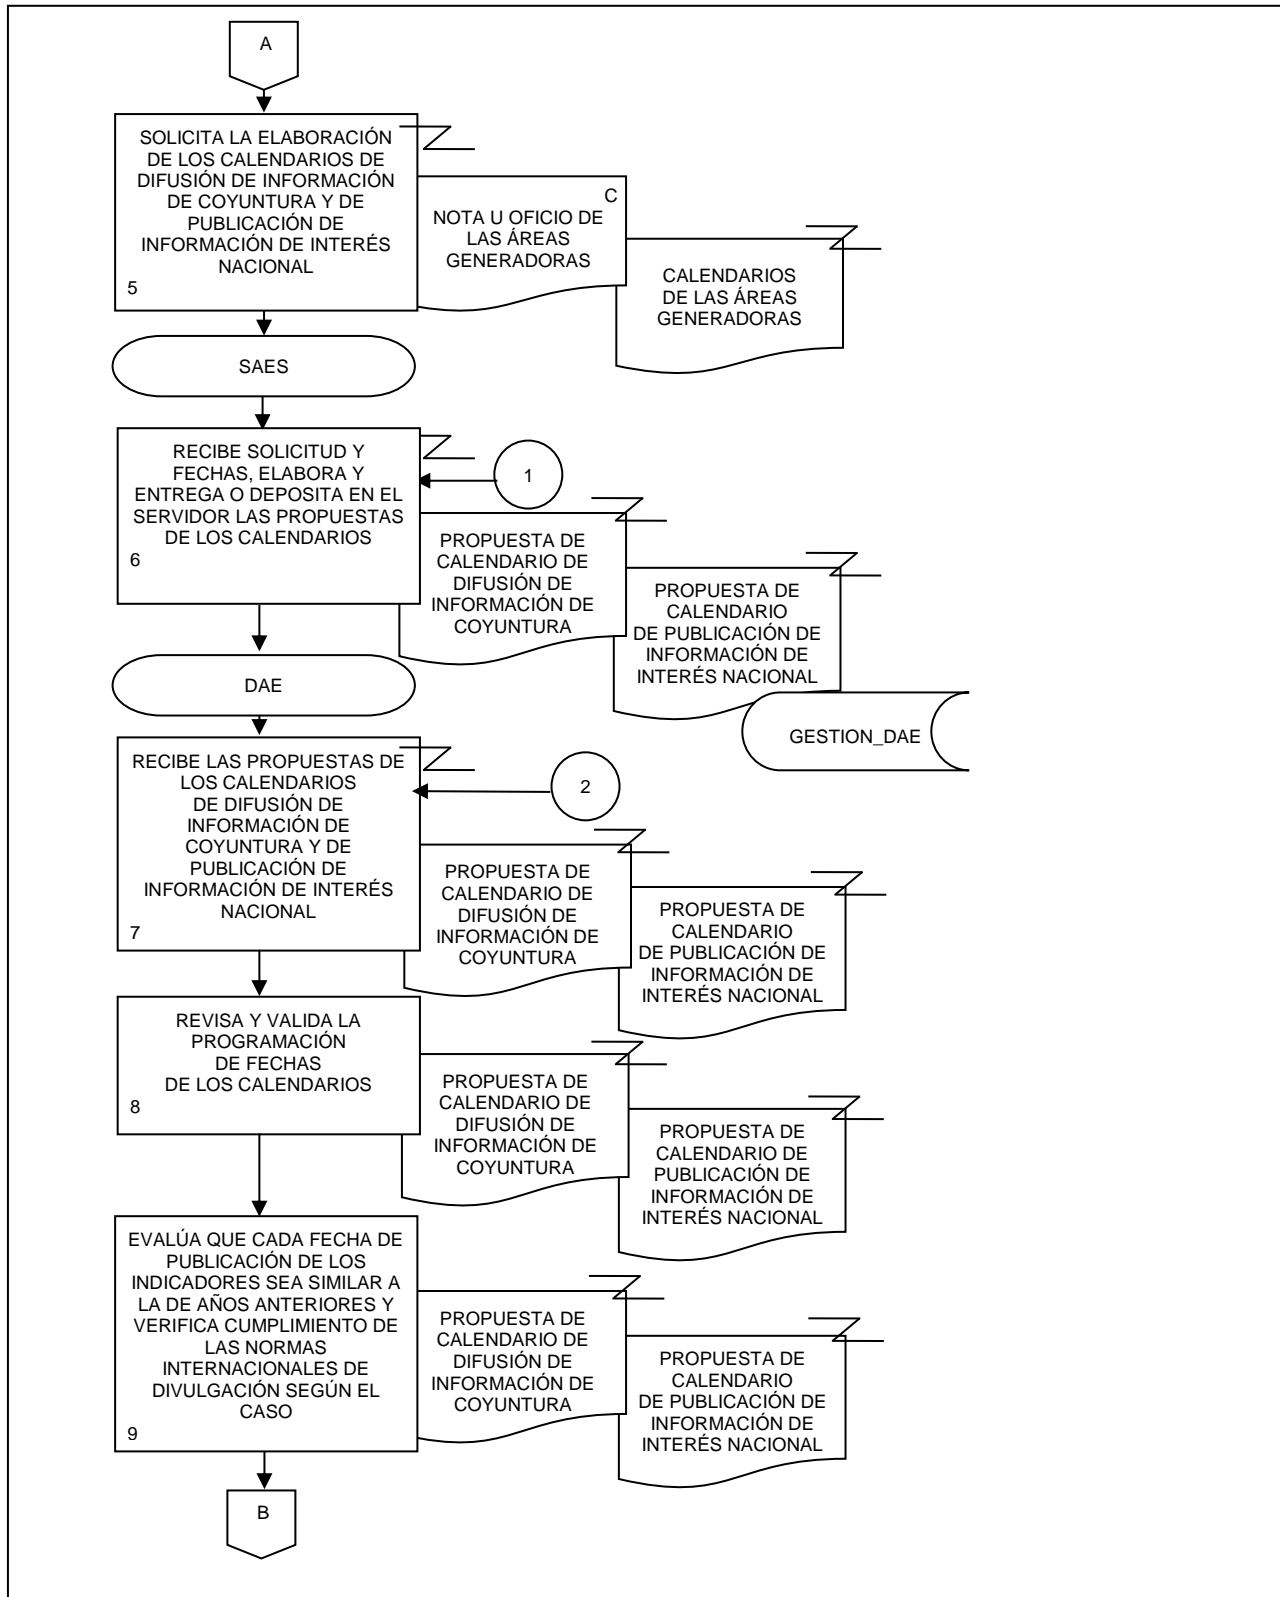 A
SOLICITA LA ELABORACIÓN
DE LOS CALENDARIOS DE
DIFUSIÓN DE INFORMACIÓN
DE COYUNTURA Y DE
PUBLICACIÓN DE
INFORMACIÓN DE INTERÉS
NACIONAL
5
C
NOTA U OFICIO DE
LAS ÁREAS
GENERADORAS
CALENDARIOS
DE LAS ÁREAS
GENERADORAS
SAES
RECIBE SOLICITUD Y
FECHAS, ELABORA Y
ENTREGA O DEPOSITA EN EL
SERVIDOR LAS PROPUESTAS
DE LOS CALENDARIOS
6
1
PROPUESTA DE
CALENDARIO DE
DIFUSIÓN DE
INFORMACIÓN DE
COYUNTURA
PROPUESTA DE
CALENDARIO
DE PUBLICACIÓN DE
INFORMACIÓN DE
INTERÉS NACIONAL
GESTION_DAE
DAE
RECIBE LAS PROPUESTAS DE
LOS CALENDARIOS
DE DIFUSIÓN DE
INFORMACIÓN DE
COYUNTURA Y DE
PUBLICACIÓN DE
INFORMACIÓN DE INTERÉS
NACIONAL
7
2
PROPUESTA DE
CALENDARIO DE
DIFUSIÓN DE
INFORMACIÓN DE
COYUNTURA
PROPUESTA DE
CALENDARIO
DE PUBLICACIÓN DE
INFORMACIÓN DE
INTERÉS NACIONAL
REVISA Y VALIDA LA
PROGRAMACIÓN
DE FECHAS
DE LOS CALENDARIOS
8
PROPUESTA DE
CALENDARIO DE
DIFUSIÓN DE
INFORMACIÓN DE
COYUNTURA
PROPUESTA DE
CALENDARIO DE
PUBLICACIÓN DE
INFORMACIÓN DE
INTERÉS NACIONAL
EVALÚA QUE CADA FECHA DE
PUBLICACIÓN DE LOS
INDICADORES SEA SIMILAR A
LA DE AÑOS ANTERIORES Y
VERIFICA CUMPLIMIENTO DE
LAS NORMAS
INTERNACIONALES DE
DIVULGACIÓN SEGÚN EL
CASO
9
PROPUESTA DE
CALENDARIO DE
DIFUSIÓN DE
INFORMACIÓN DE
COYUNTURA
PROPUESTA DE
CALENDARIO
DE PUBLICACIÓN DE
INFORMACIÓN DE
INTERÉS NACIONAL
B